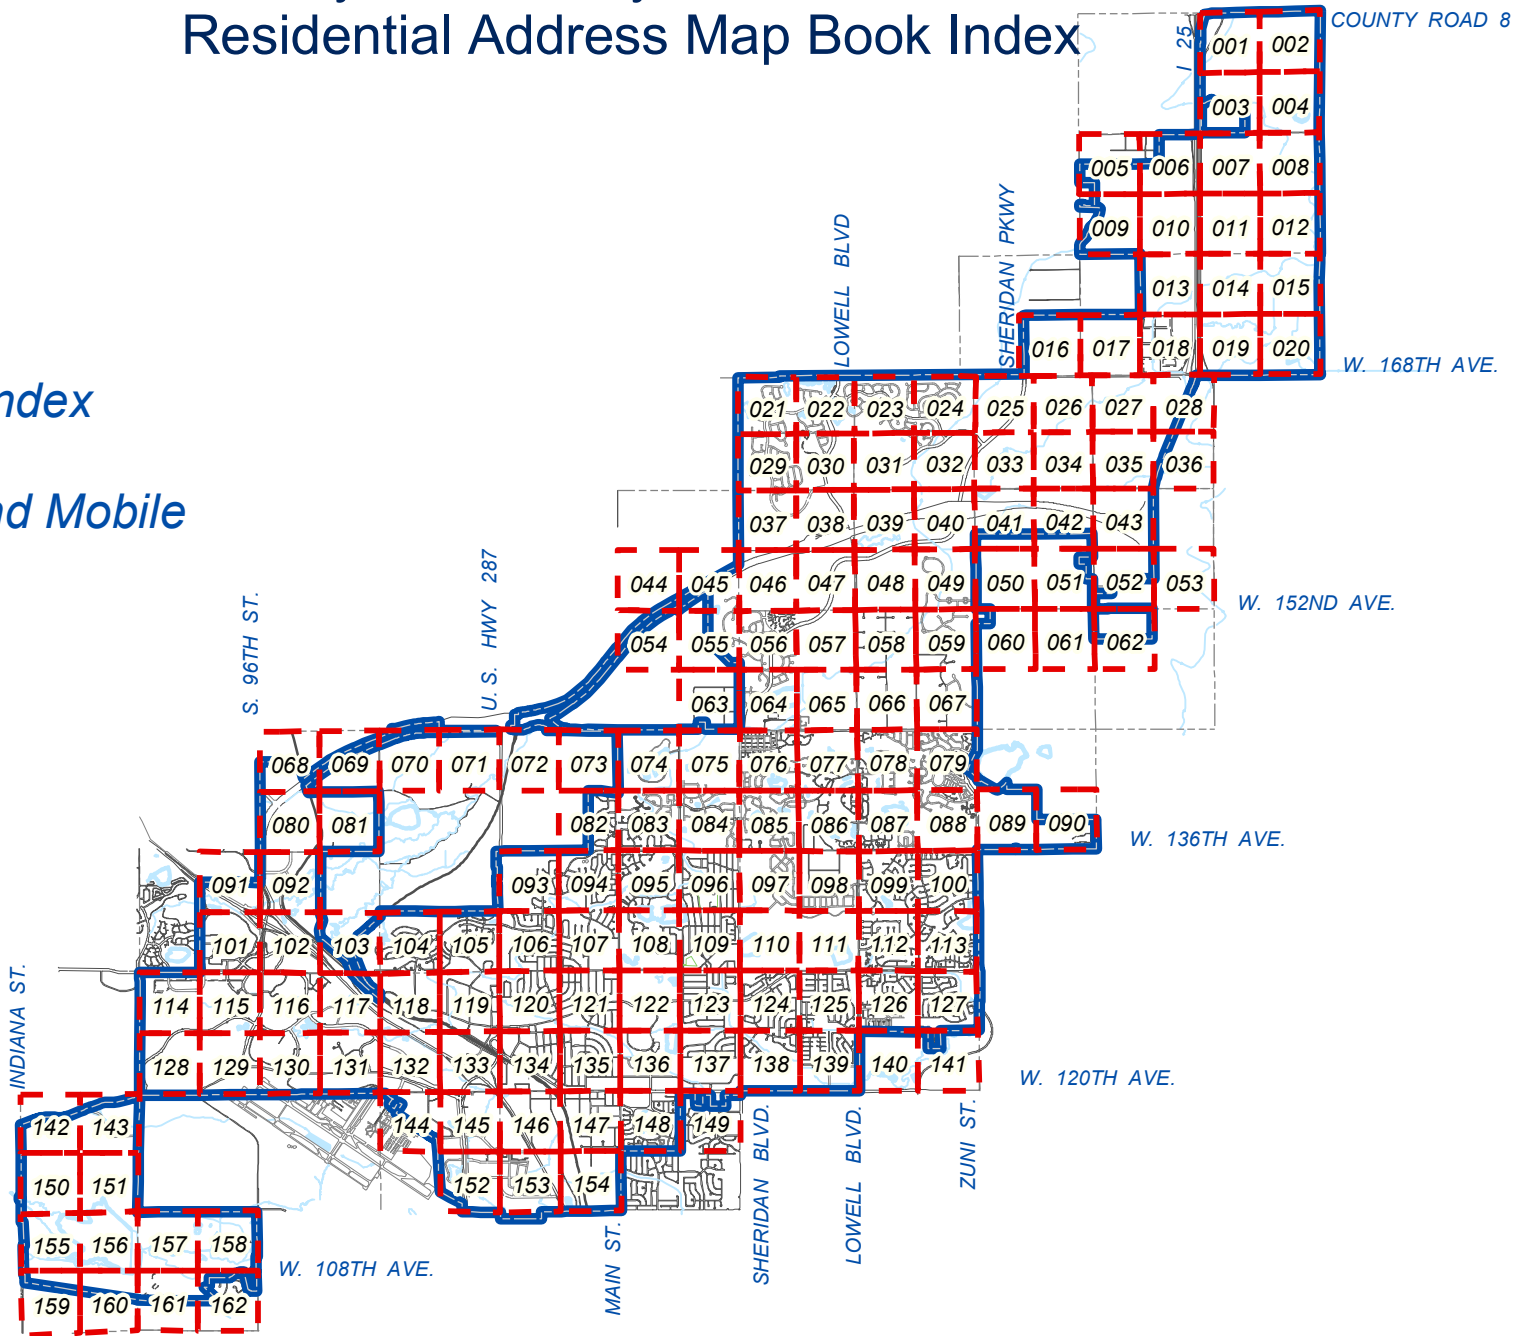 Residential Address Map Book Index
COUNTY ROAD 8
I 25
001 002
003 004
005 006 007 008
SHERIDAN PKWY
LOWELL BLVD
009 010 011 012
013 014 015
016 017 018 019 020
W. 168TH AVE.
ndex
021 022 023 024 025 026 027 028
029 030 031 032 033 034 035 036
nd Mobile
037 038 039 040 041 042 043
U.S. HWY 287
044 045 046 047 048 049 050 051 052 053
W. 152ND AVE.
S. 96TH ST.
054 055 056 057 058 059 060 061 062
063 064 065 066 067
068 069 070 071 072 073 074 075 076 077 078 079
080 081 082 083 084 085 086 087 088 089 090
W. 136TH AVE.
091 092 093 094 095 096 097 098 099 100
101 102 103 104 105 106 107 108 109 110 111 112 113
INDIANA ST.
114 115 116 117 118 119 120 121 122 123 124 125 126 127
128 129 130 131 132 133 134 135 136 137 138 139 140 141
W. 120TH AVE.
142 143 144 145 146 147 148 149
SHERIDAN BLVD.
LOWELL BLVD.
ZUNI ST.
150 151 152 153 154
MAIN ST.
155 156 157 158
W. 108TH AVE.
159 160 161 162